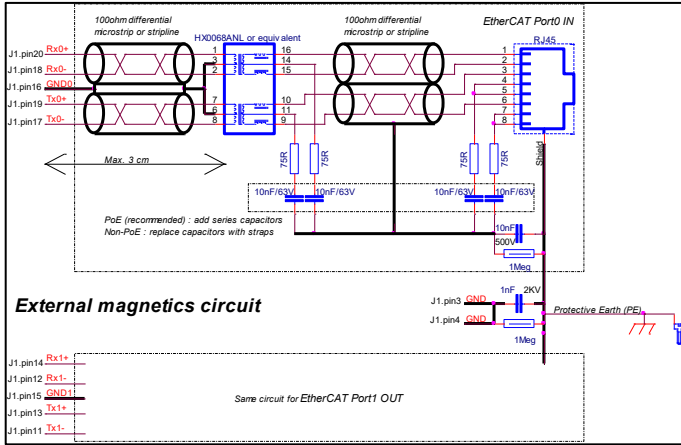 100ohm differential
microstrip or stripline
HX0068ANL or equivalent
100ohm differential
microstrip or stripline
EtherCAT Port0 IN
RJ45
J1.pin20 Rx0+
J1.pin18 Rx0-
J1.pin16 GND0
J1.pin19 Tx0+
J1.pin17 Tx0-
1
3
2
7
6
8
16
14
15
10
11
9
1
2
3
4
5
6
7
8
Shield
Max. 3 cm
75R
75R
75R
75R
10nF/63V
10nF/63V
10nF/63V
10nF/63V
PoE (recommended) : add series capacitors
Non-PoE : replace capacitors with straps
10nF
500V
1Meg
External magnetics circuit
1nF
2KV
J1.pin3 GND
J1.pin4 GND
1Meg
Protective Earth (PE)
J1.pin14 Rx1+
J1.pin12 Rx1-
J1.pin15 GND1
J1.pin13 Tx1+
J1.pin11 Tx1-
Same circuit for EtherCAT Port1 OUT